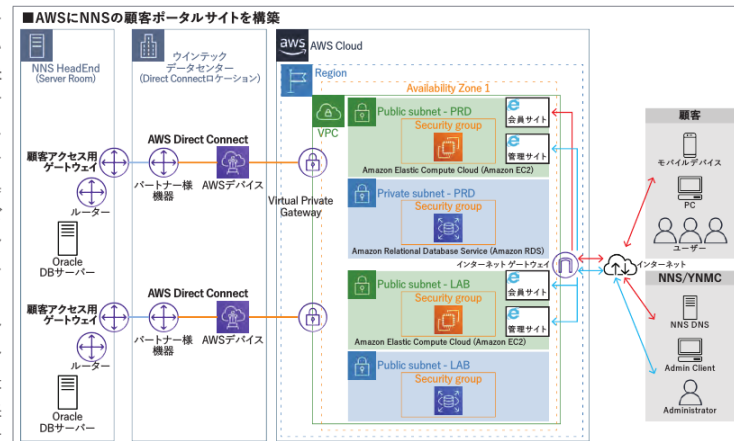 ■AWSにNNSの顧客ポータルサイトを構築
NNS HeadEnd
(Server Room)
ウインテック
データセンター
(Direct Connectロケーション)
aws
AWS Cloud
Region
Availability Zone 1
VPC
Public subnet - PRD
Security group
Amazon Elastic Compute Cloud (Amazon EC2)
会員サイト
管理サイト
Private subnet - PRD
Security group
Amazon Relational Database Service (Amazon RDS)
インターネット ゲートウェイ
Public subnet - LAB
Security group
Amazon Elastic Compute Cloud (Amazon EC2)
会員サイト
管理サイト
Public subnet - LAB
Security group
顧客アクセス用
ゲートウェイ
ルーター
Oracle
DBサーバー
AWS Direct Connect
パートナー様
機器
AWSデバイス
Virtual Private
Gateway
顧客アクセス用
ゲートウェイ
ルーター
Oracle
DBサーバー
AWS Direct Connect
パートナー様
機器
AWSデバイス
インターネット
顧客
モバイルデバイス
PC
ユーザー
NNS/YNMC
NNS DNS
Admin Client
Administrator